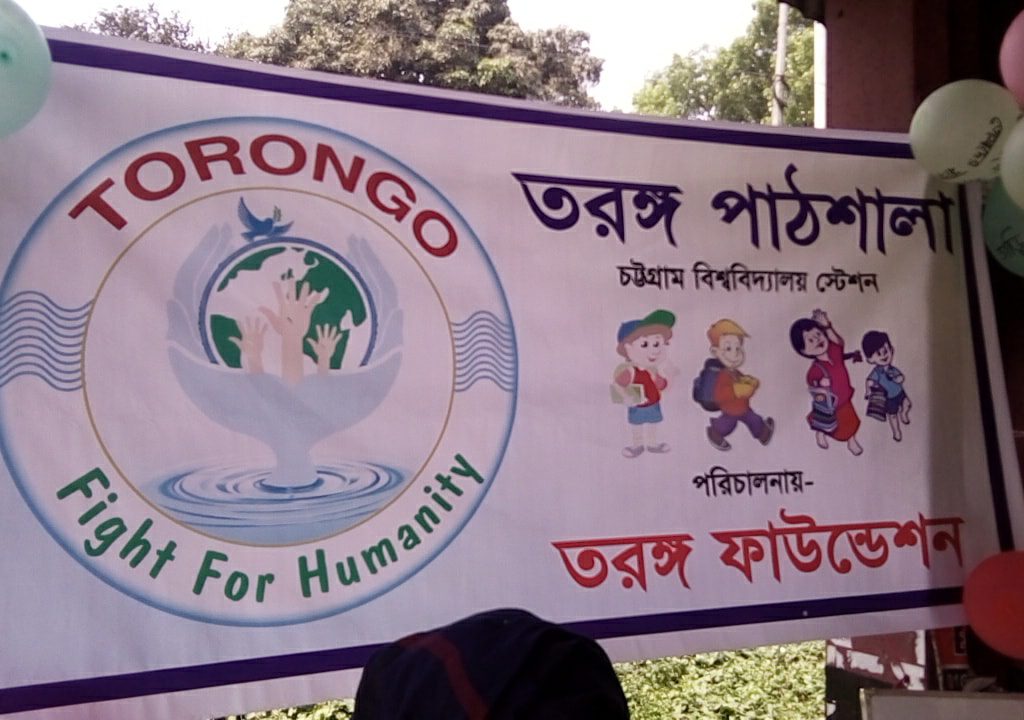 TORONGO
Fight For Humanity
তরঙ্গ পাঠশালা
চট্টগ্রাম বিশ্ববিদ্যালয় স্টেশন
পরিচালনায়-
তরঙ্গ ফাউন্ডেশন